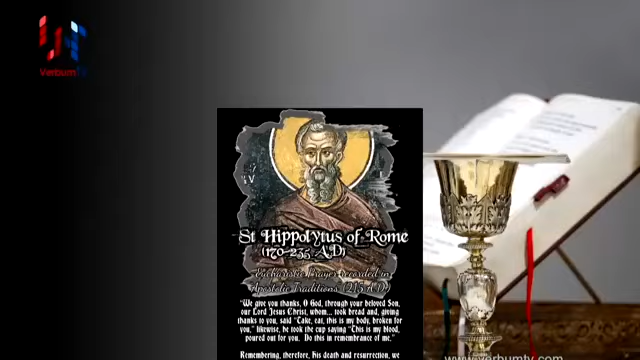 VerbumTV
St Hippolytus of Rome
(170-235 A.D)
Eucharistic Prayer recorded in
Apostolic Traditions (215 A.D)
"We give you thanks, O God, through your beloved Son,
our Lord Jesus Christ, whom... took bread and, giving
thanks to you, said "Take, eat, this is my body, broken for
you," likewise, he took the cup saying "This is my blood,
poured out for you. Do this in remembrance of me."
Remembering, therefore, his death and resurrection, we
www.verbumtv.com